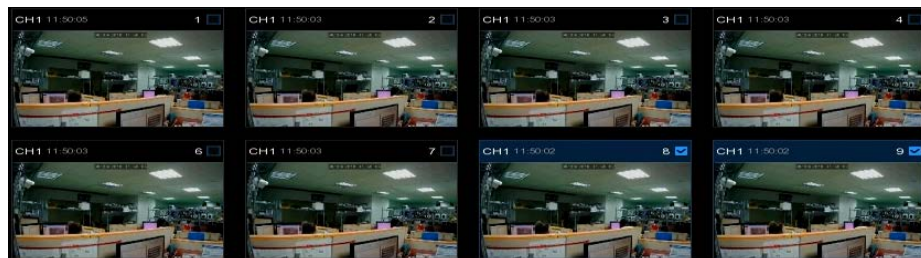 CH1 11:50:05 1
CH1 11:50:03 2
CH1 11:50:03 3
CH1 11:50:03 4
CH1 11:50:03 6
CH1 11:50:03 7
CH1 11:50:02 8
CH1 11:50:02 9